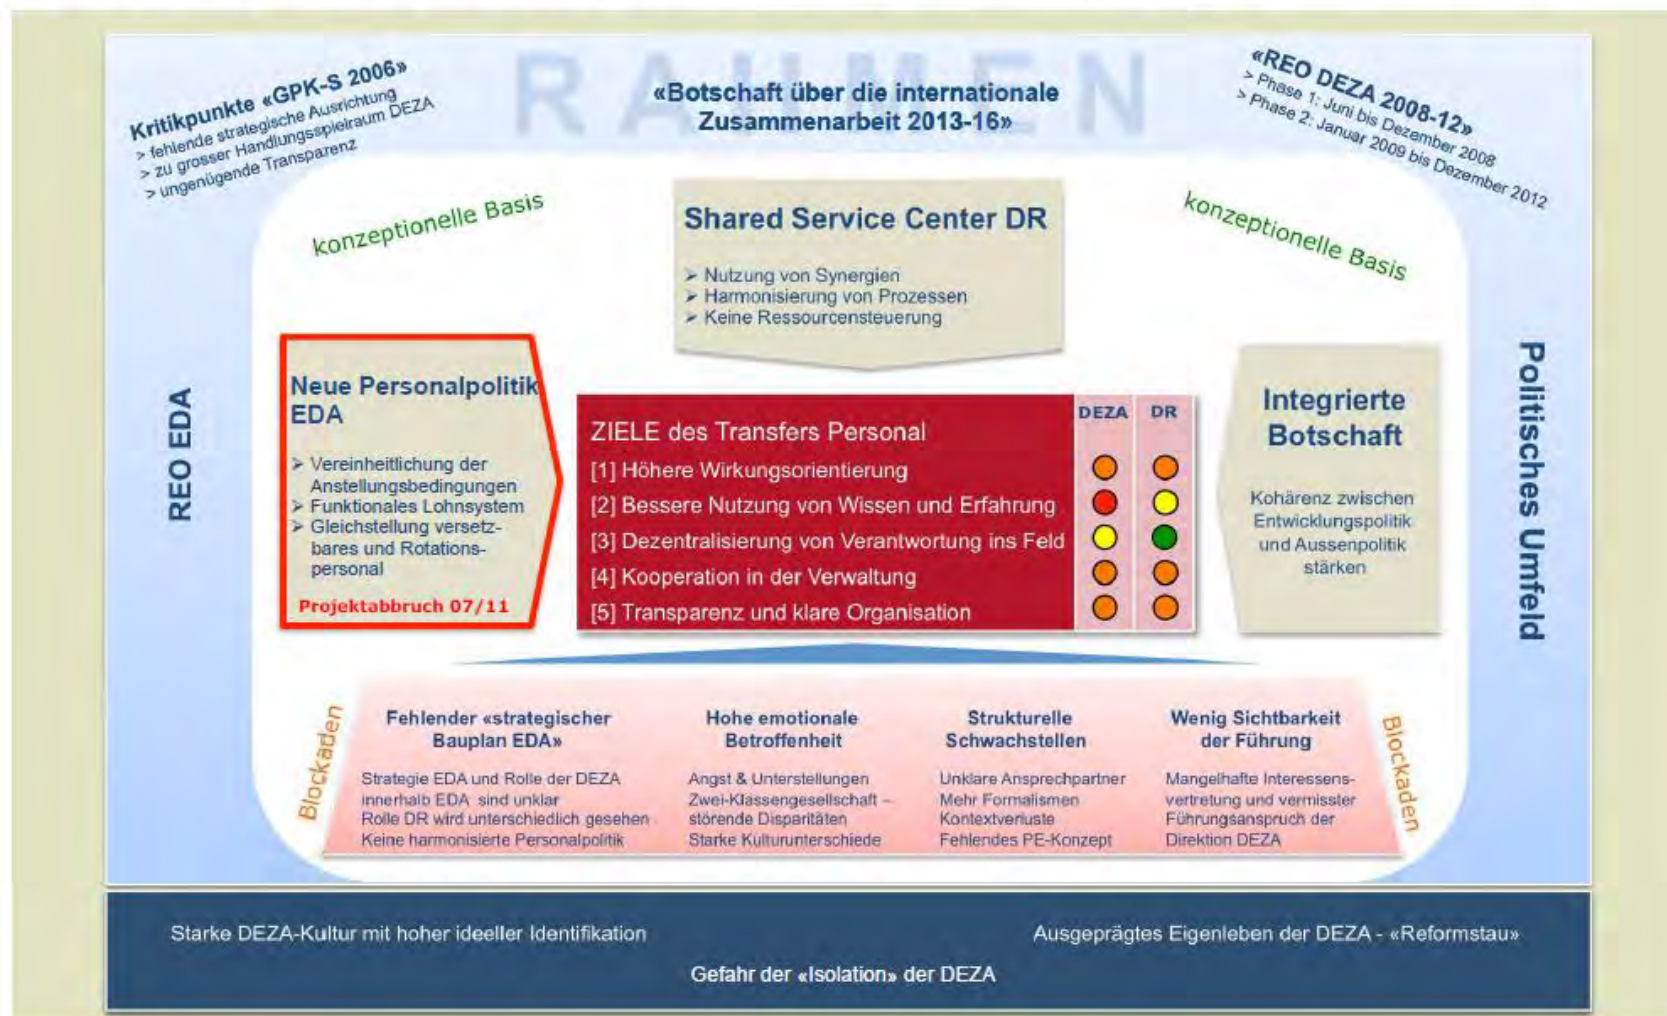 RAHMEN
Kritikpunkte «GPK-S 2006»
> fehlende strategische Ausrichtung
> zu grosser Handlungsspielraum DEZA
> ungenügende Transparenz
«Botschaft über die internationale
Zusammenarbeit 2013-16»
«REO DEZA 2008-12»
> Phase 1: Juni bis Dezember 2008
> Phase 2: Januar 2009 bis Dezember 2012
konzeptionelle Basis
konzeptionelle Basis
Shared Service Center DR
➢ Nutzung von Synergien
➢ Harmonisierung von Prozessen
➢ Keine Ressourcensteuerung
REO EDA
Neue Personalpolitik
EDA
➢ Vereinheitlichung der
Anstellungsbedingungen
➢ Funktionales Lohnsystem
➢ Gleichstellung versetz-
bares und Rotations-
personal
Projektabbruch 07/11
DEZA DR
ZIELE des Transfers Personal
[1] Höhere Wirkungsorientierung
[2] Bessere Nutzung von Wissen und Erfahrung
[3] Dezentralisierung von Verantwortung ins Feld
[4] Kooperation in der Verwaltung
[5] Transparenz und klare Organisation
Integrierte
Botschaft
Kohärenz zwischen
Entwicklungspolitik
und Aussenpolitik
stärken
Politisches Umfeld
Blockaden
Fehlender «strategischer
Bauplan EDA»
Strategie EDA und Rolle der DEZA
innerhalb EDA sind unklar
Rolle DR wird unterschiedlich gesehen
Keine harmonisierte Personalpolitik
Hohe emotionale
Betroffenheit
Angst & Unterstellungen
Zwei-Klassengesellschaft –
störende Disparitäten
Starke Kulturunterschiede
Strukturelle
Schwachstellen
Unklare Ansprechpartner
Mehr Formalismen
Kontextverluste
Fehlendes PE-Konzept
Wenig Sichtbarkeit
der Führung
Mangelhafte Interessens-
vertretung und vermisster
Führungsanspruch der
Direktion DEZA
Blockaden
Starke DEZA-Kultur mit hoher ideeller Identifikation
Ausgeprägtes Eigenleben der DEZA - «Reformstau»
Gefahr der «Isolation» der DEZA